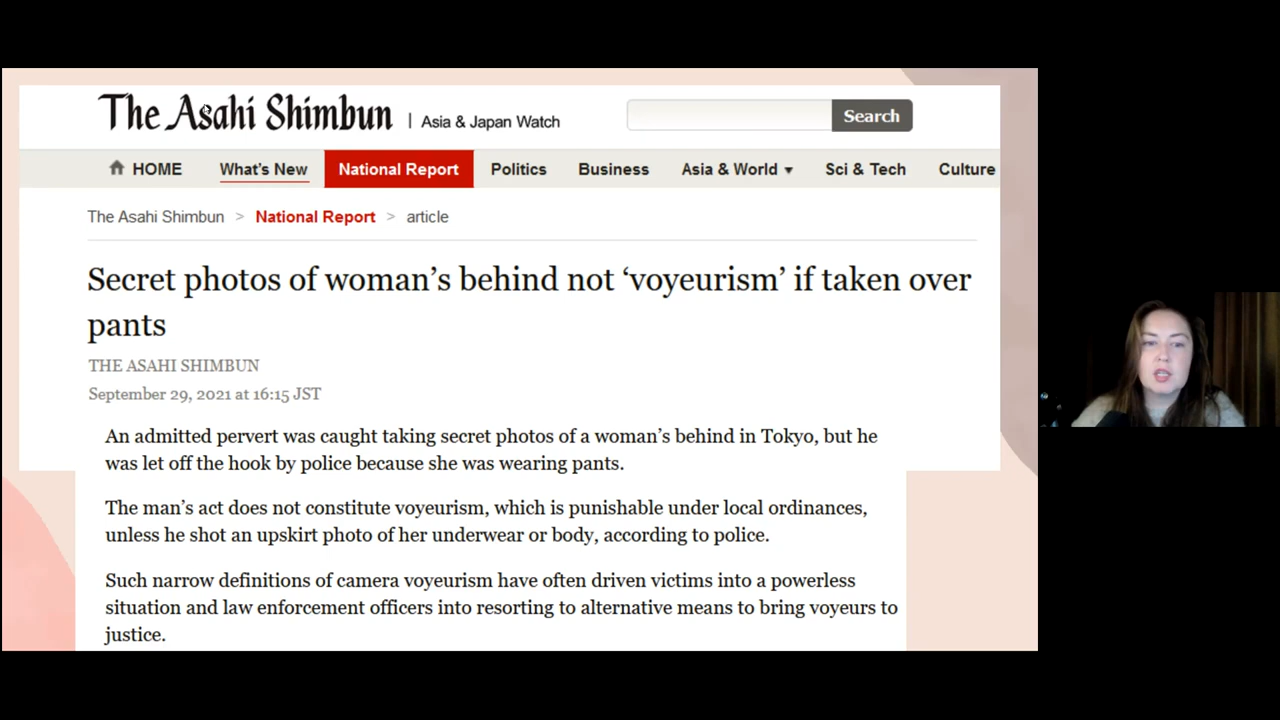 The Asahi Shimbun | Asia & Japan Watch
Search
HOME What's New National Report Politics Business Asia & World ▾ Sci & Tech Culture
The Asahi Shimbun > National Report > article
Secret photos of woman's behind not ‘voyeurism’ if taken over
pants
THE ASAHI SHIMBUN
September 29, 2021 at 16:15 JST
An admitted pervert was caught taking secret photos of a woman's behind in Tokyo, but he
was let off the hook by police because she was wearing pants.
The man's act does not constitute voyeurism, which is punishable under local ordinances,
unless he shot an upskirt photo of her underwear or body, according to police.
Such narrow definitions of camera voyeurism have often driven victims into a powerless
situation and law enforcement officers into resorting to alternative means to bring voyeurs to
justice.